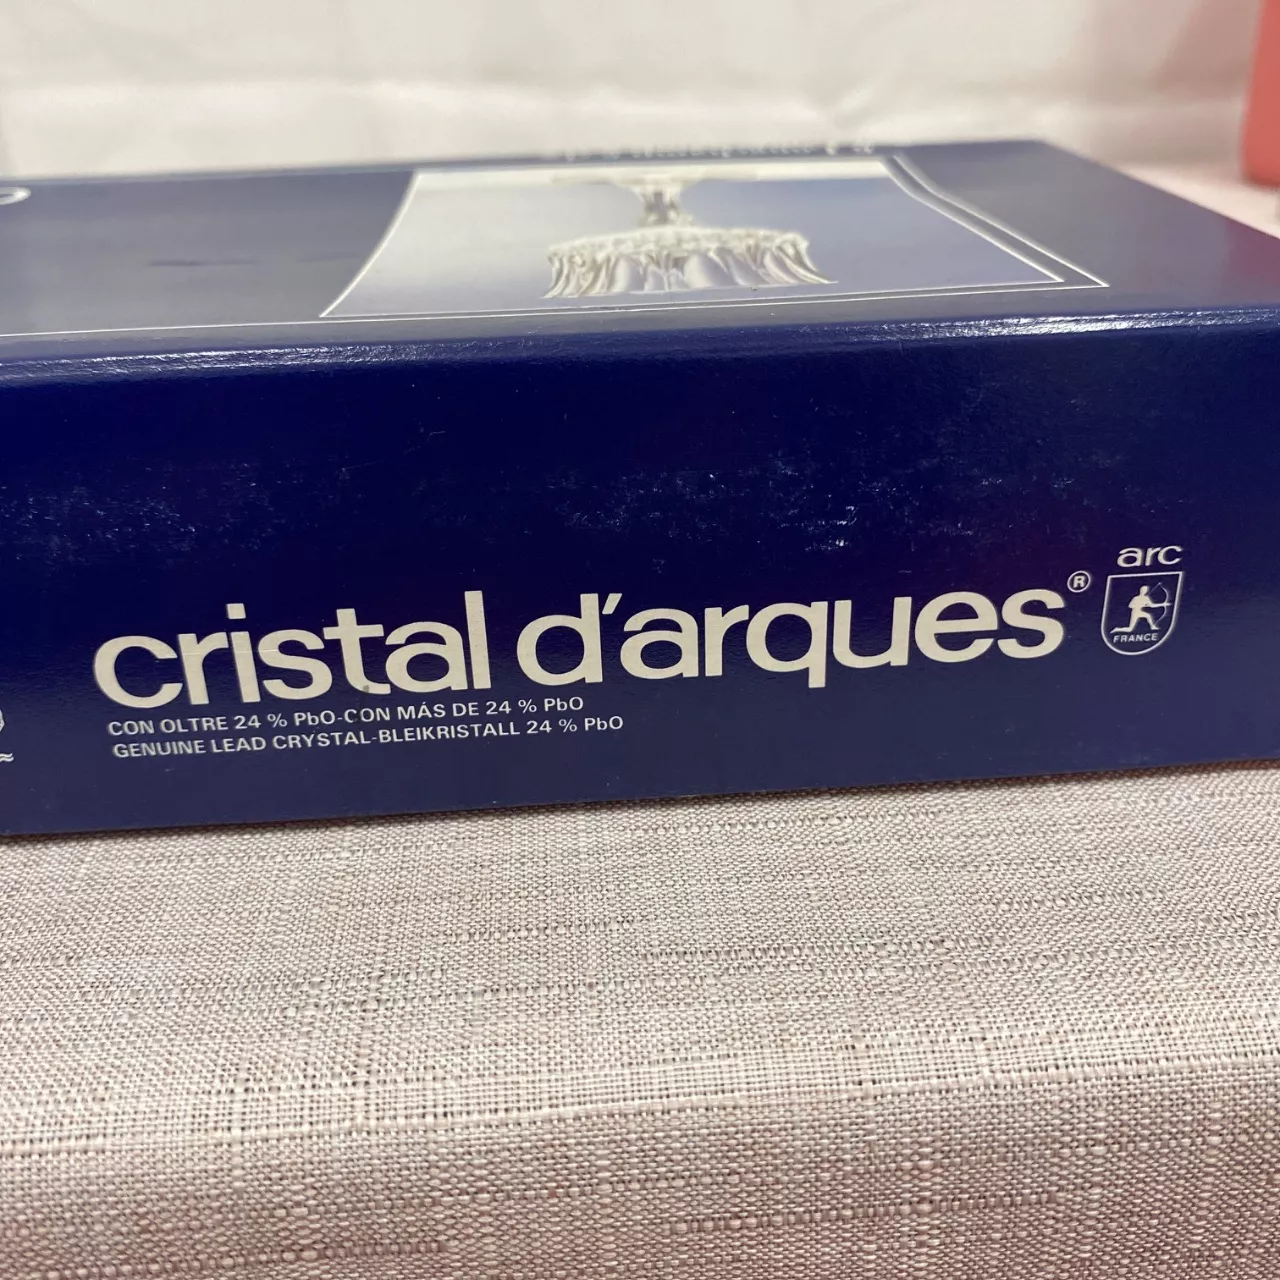 cristal d'arques®
arc
FRANCE
CON OLTRE 24 % PbO-CON MÁS DE 24 % PbO
GENUINE LEAD CRYSTAL-BLEIKRISTALL 24 % PbO